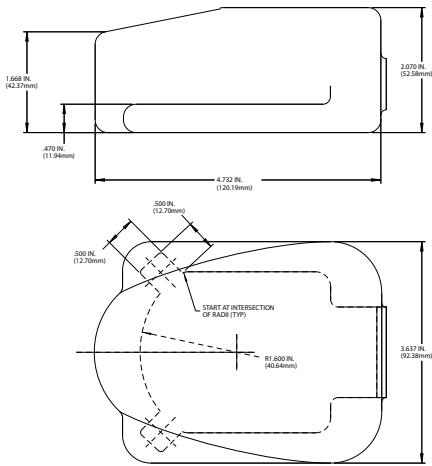 1.668 IN.
(42.37mm)
2.070 IN.
(52.58mm)
.470 IN.
(11.94mm)
4.732 IN.
(120.19mm)
.500 IN.
(12.70mm)
.500 IN.
(12.70mm)
START AT INTERSECTION
OF RADII (TYP)
R1.600 IN.
(40.64mm)
3.637 IN.
(92.38mm)